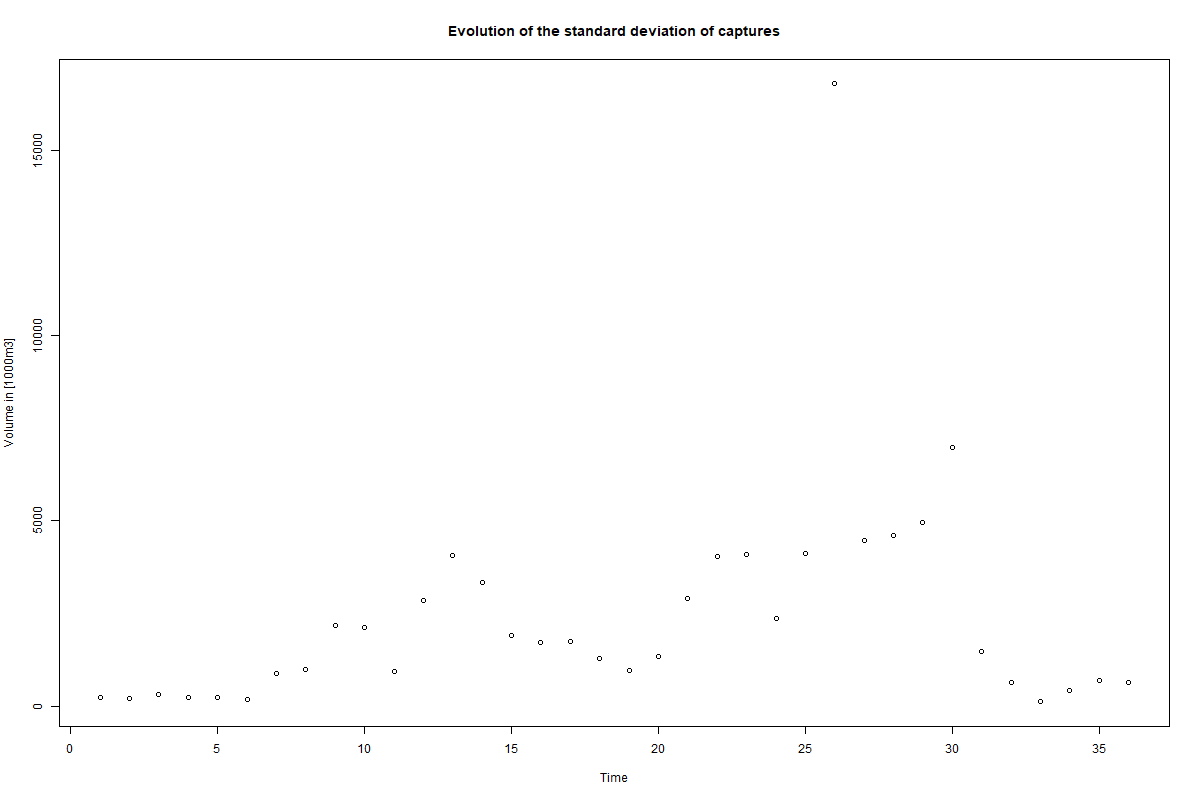 Evolution of the standard deviation of captures
Volume in [1000m3]
15000
10000
5000
0
0 5 10 15 20 25 30 35
Time